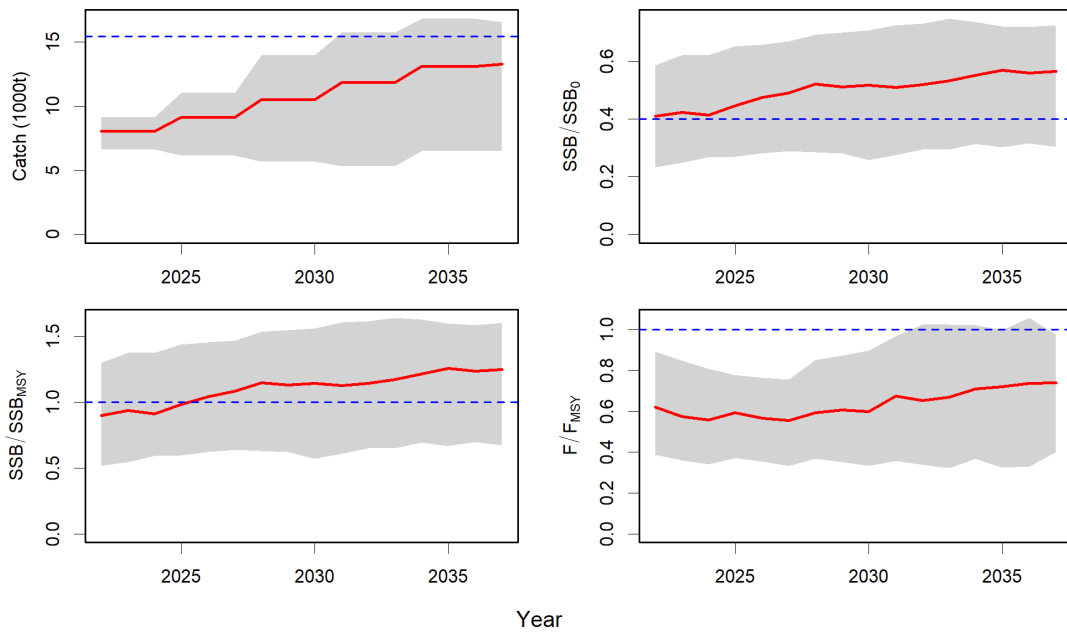 Catch (1000t)
0 5 10 15
2025 2030 2035
SSB / SSB0
0.0 0.2 0.4 0.6
2025 2030 2035
SSB / SSBMSY
0.0 0.5 1.0 1.5
2025 2030 2035
F / FMSY
0.0 0.2 0.4 0.6 0.8 1.0
2025 2030 2035
Year